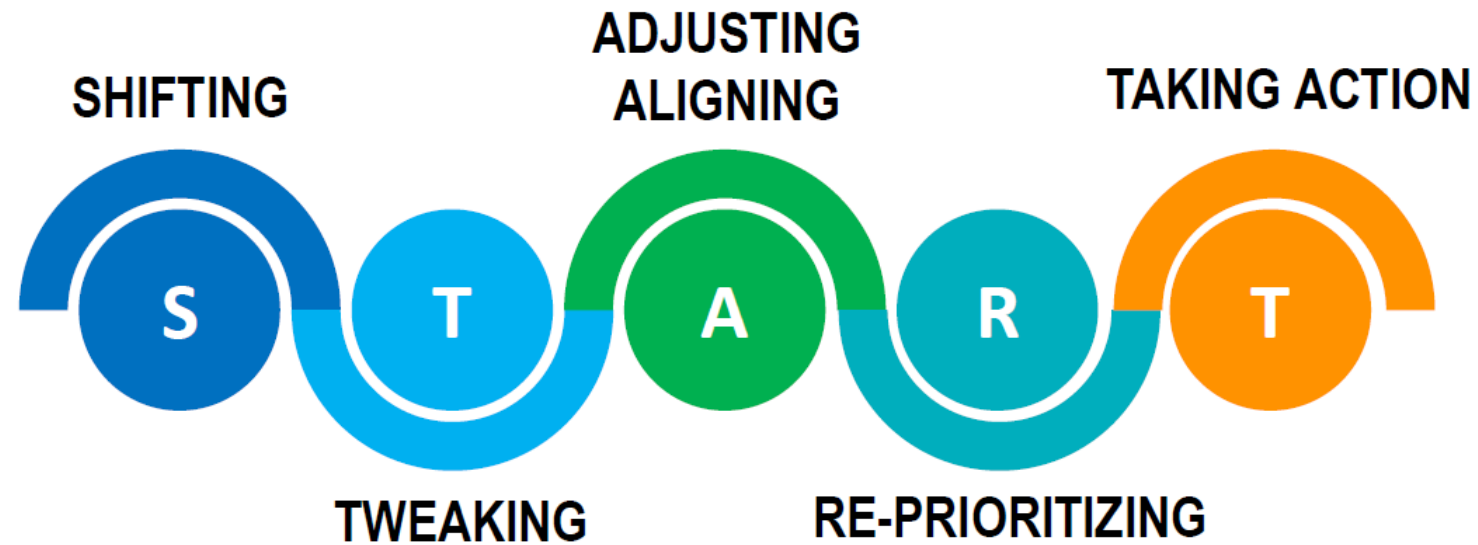 SHIFTING
ADJUSTING
ALIGNING
TAKING ACTION
S
T
A
R
T
TWEAKING
RE-PRIORITIZING